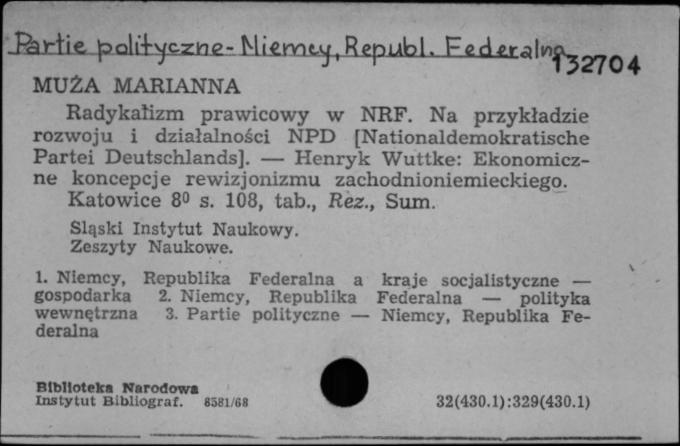 Partie polityczne - Niemcy, Republ. Federalna
132704
MUŻA MARIANNA
Radykalizm prawicowy w NRF. Na przykładzie
rozwoju i działalności NPD [Nationaldemokratische
Partei Deutschlands]. — Henryk Wuttke: Ekonomicz-
ne koncepcje rewizjonizmu zachodnioniemieckiego.
Katowice 8⁰ s. 108, tab., Rez., Sum.
Śląski Instytut Naukowy.
Zeszyty Naukowe.
1. Niemcy, Republika Federalna a kraje socjalistyczne —
gospodarka 2. Niemcy, Republika Federalna — polityka
wewnętrzna 3. Partie polityczne — Niemcy, Republika Fe-
deralna
Biblioteka Narodowa
Instytut Bibliograf. 8581/68
32(430.1):329(430.1)